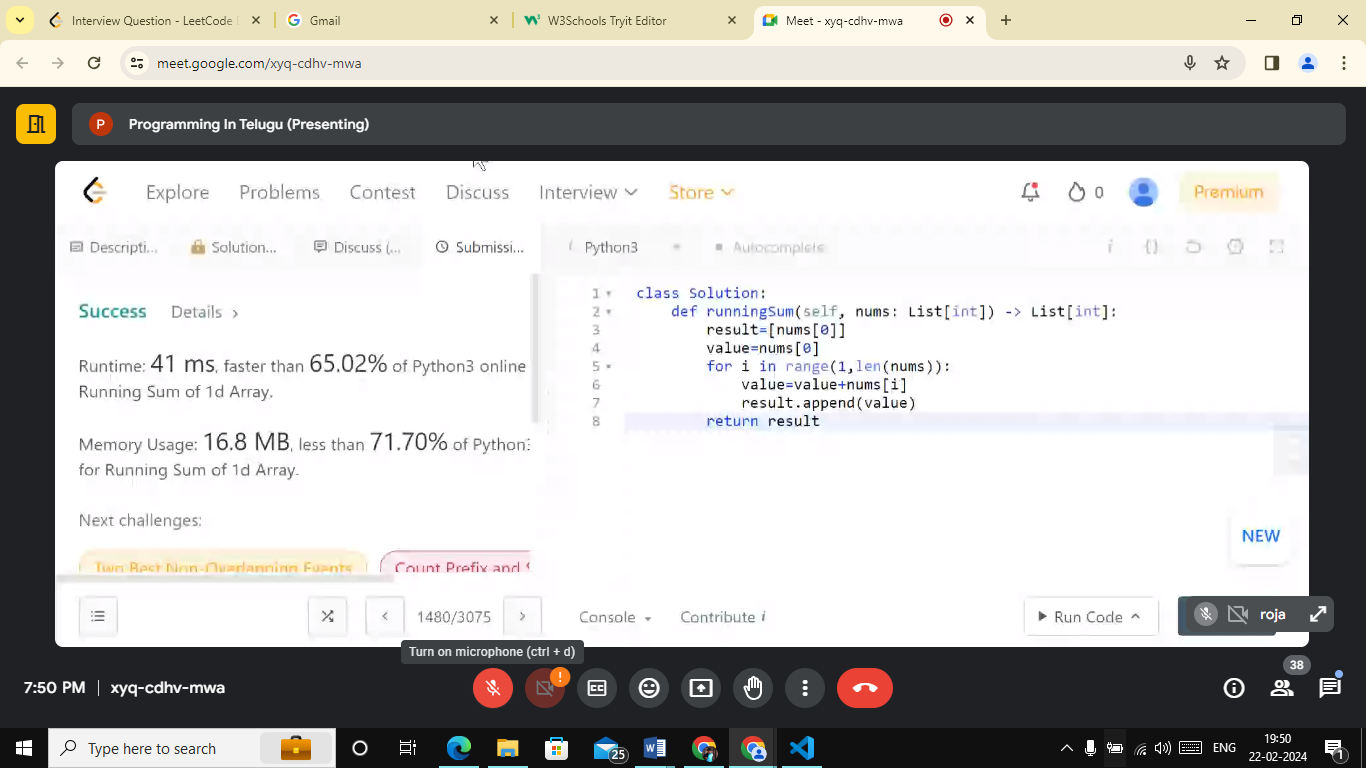 Interview Question - LeetCode
Gmail
W3Schools Tryit Editor
Meet - xyq-cdhv-mwa
meet.google.com/xyq-cdhv-mwa
P
Programming In Telugu (Presenting)
Explore
Problems
Contest
Discuss
Interview
Store
0
Premium
Descripti...
Solution...
Discuss (...
Submissi...
Python3
Autocomplete
i
{}
Success
Details
Runtime: 41 ms, faster than 65.02% of Python3 online
Running Sum of 1d Array.
Memory Usage: 16.8 MB, less than 71.70% of Python
for Running Sum of 1d Array.
Next challenges:
Two Best Non-Overlapping Events
Count Prefix and
1 class Solution:
2 def runningSum(self, nums: List[int]) -> List[int]:
3 result=[nums[0]]
4 value=nums[0]
5 for i in range(1,len(nums)):
6 value=value+nums[i]
7 result.append(value)
8 return result
NEW
1480/3075
Console
Contribute i
Run Code
roja
Turn on microphone (ctrl + d)
7:50 PM | xyq-cdhv-mwa
38
Type here to search
25
ENG
19:50
22-02-2024
1